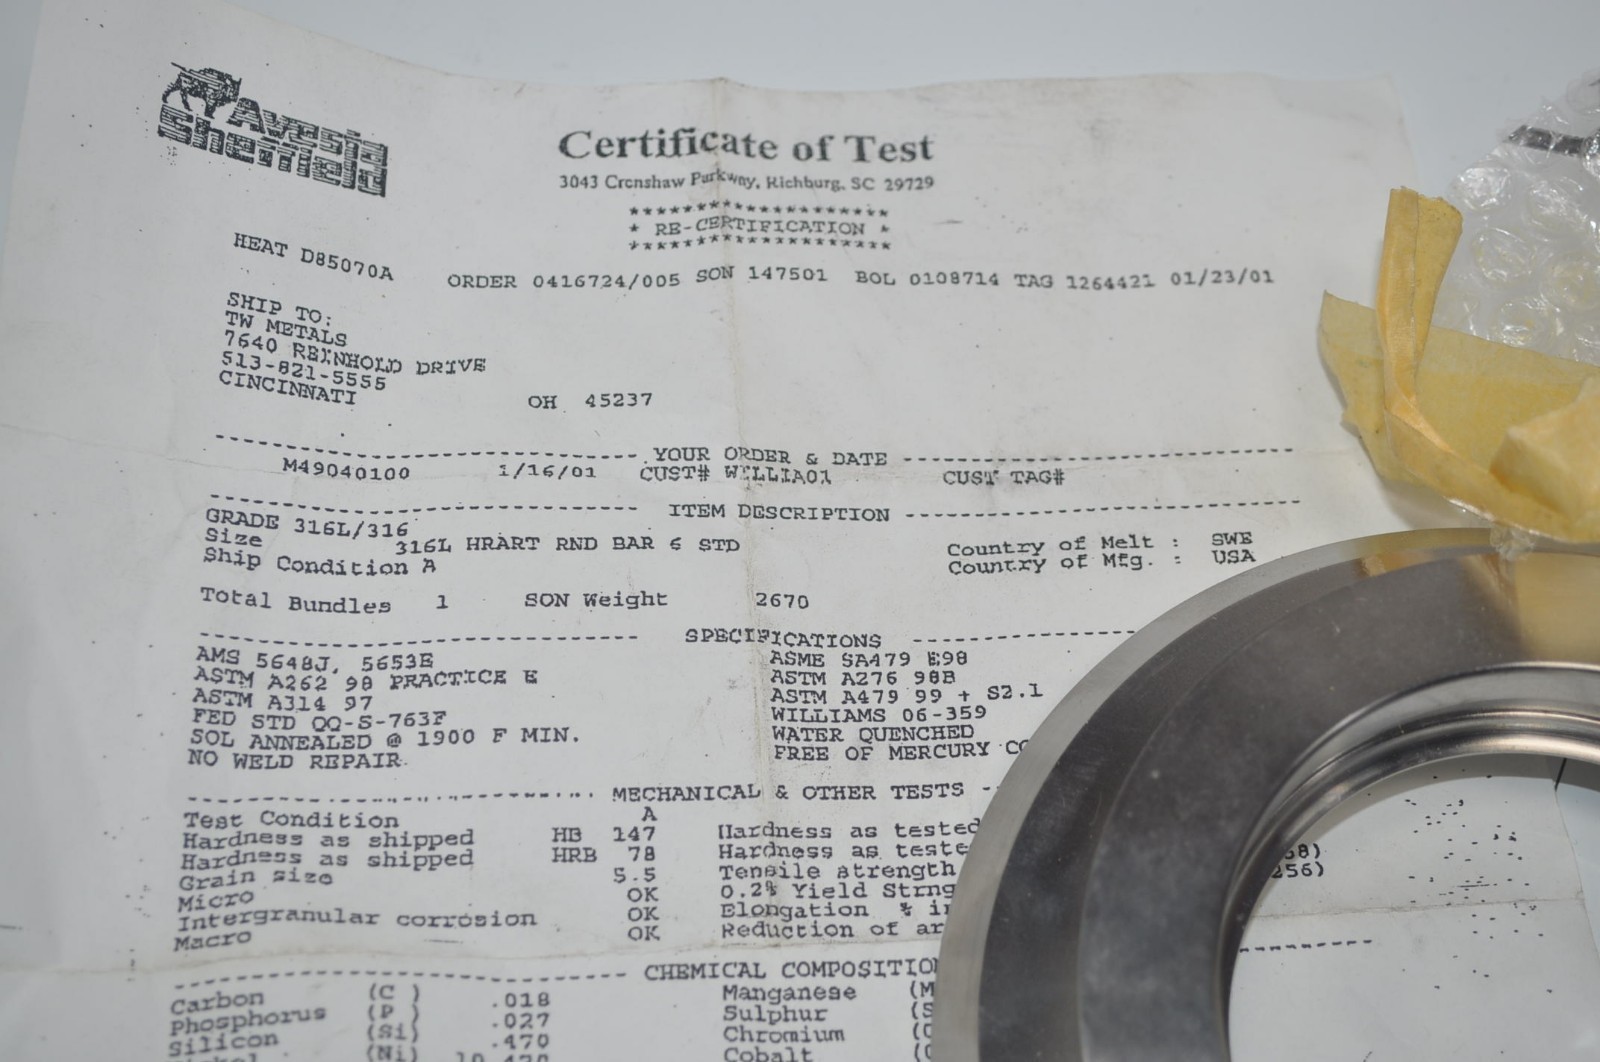 Avesta
Sheffield
Certificate of Test
3043 Crenshaw Parkway, Richburg, SC 29729
********************
* RE-CERTIFICATION *
********************
HEAT D85070A ORDER 0416724/005 SON 147501 BOL 0108714 TAG 1264421 01/23/01
SHIP TO:
TW METALS
7640 REINHOLD DRIVE
513-821-5555
CINCINNATI OH 45237
YOUR ORDER & DATE
M49040100 1/16/01 CUST# WILLIA01 CUST TAG#
ITEM DESCRIPTION
GRADE 316L/316
Size 316L HRART RND BAR 6 STD Country of Melt : SWE
Ship Condition A Country of Mfg. : USA
Total Bundles 1 SON Weight 2670
SPECIFICATIONS
AMS 5648J, 5653E ASME SA479 E98
ASTM A262 98 PRACTICE E ASTM A276 98B
ASTM A314 97 ASTM A479 99 + S2.1
FED STD QQ-S-763F WILLIAMS 06-359
SOL ANNEALED @ 1900 F MIN. WATER QUENCHED
NO WELD REPAIR FREE OF MERCURY CO
MECHANICAL & OTHER TESTS
Test Condition A
Hardness as shipped HB 147 Hardness as tested
Hardness as shipped HRB 78 Hardness as teste
Grain size 5.5 Tensile strength 68)
Micro OK 0.2% Yield Strng 256)
Intergranular corrosion OK Elongation % i
Macro OK Reduction of ar
CHEMICAL COMPOSITIO
Carbon (C ) .018 Manganese (M
Phosphorus (P ) .027 Sulphur (S
Silicon (Si) .470 Chromium (C
(Ni) 10.420 Cobalt (C